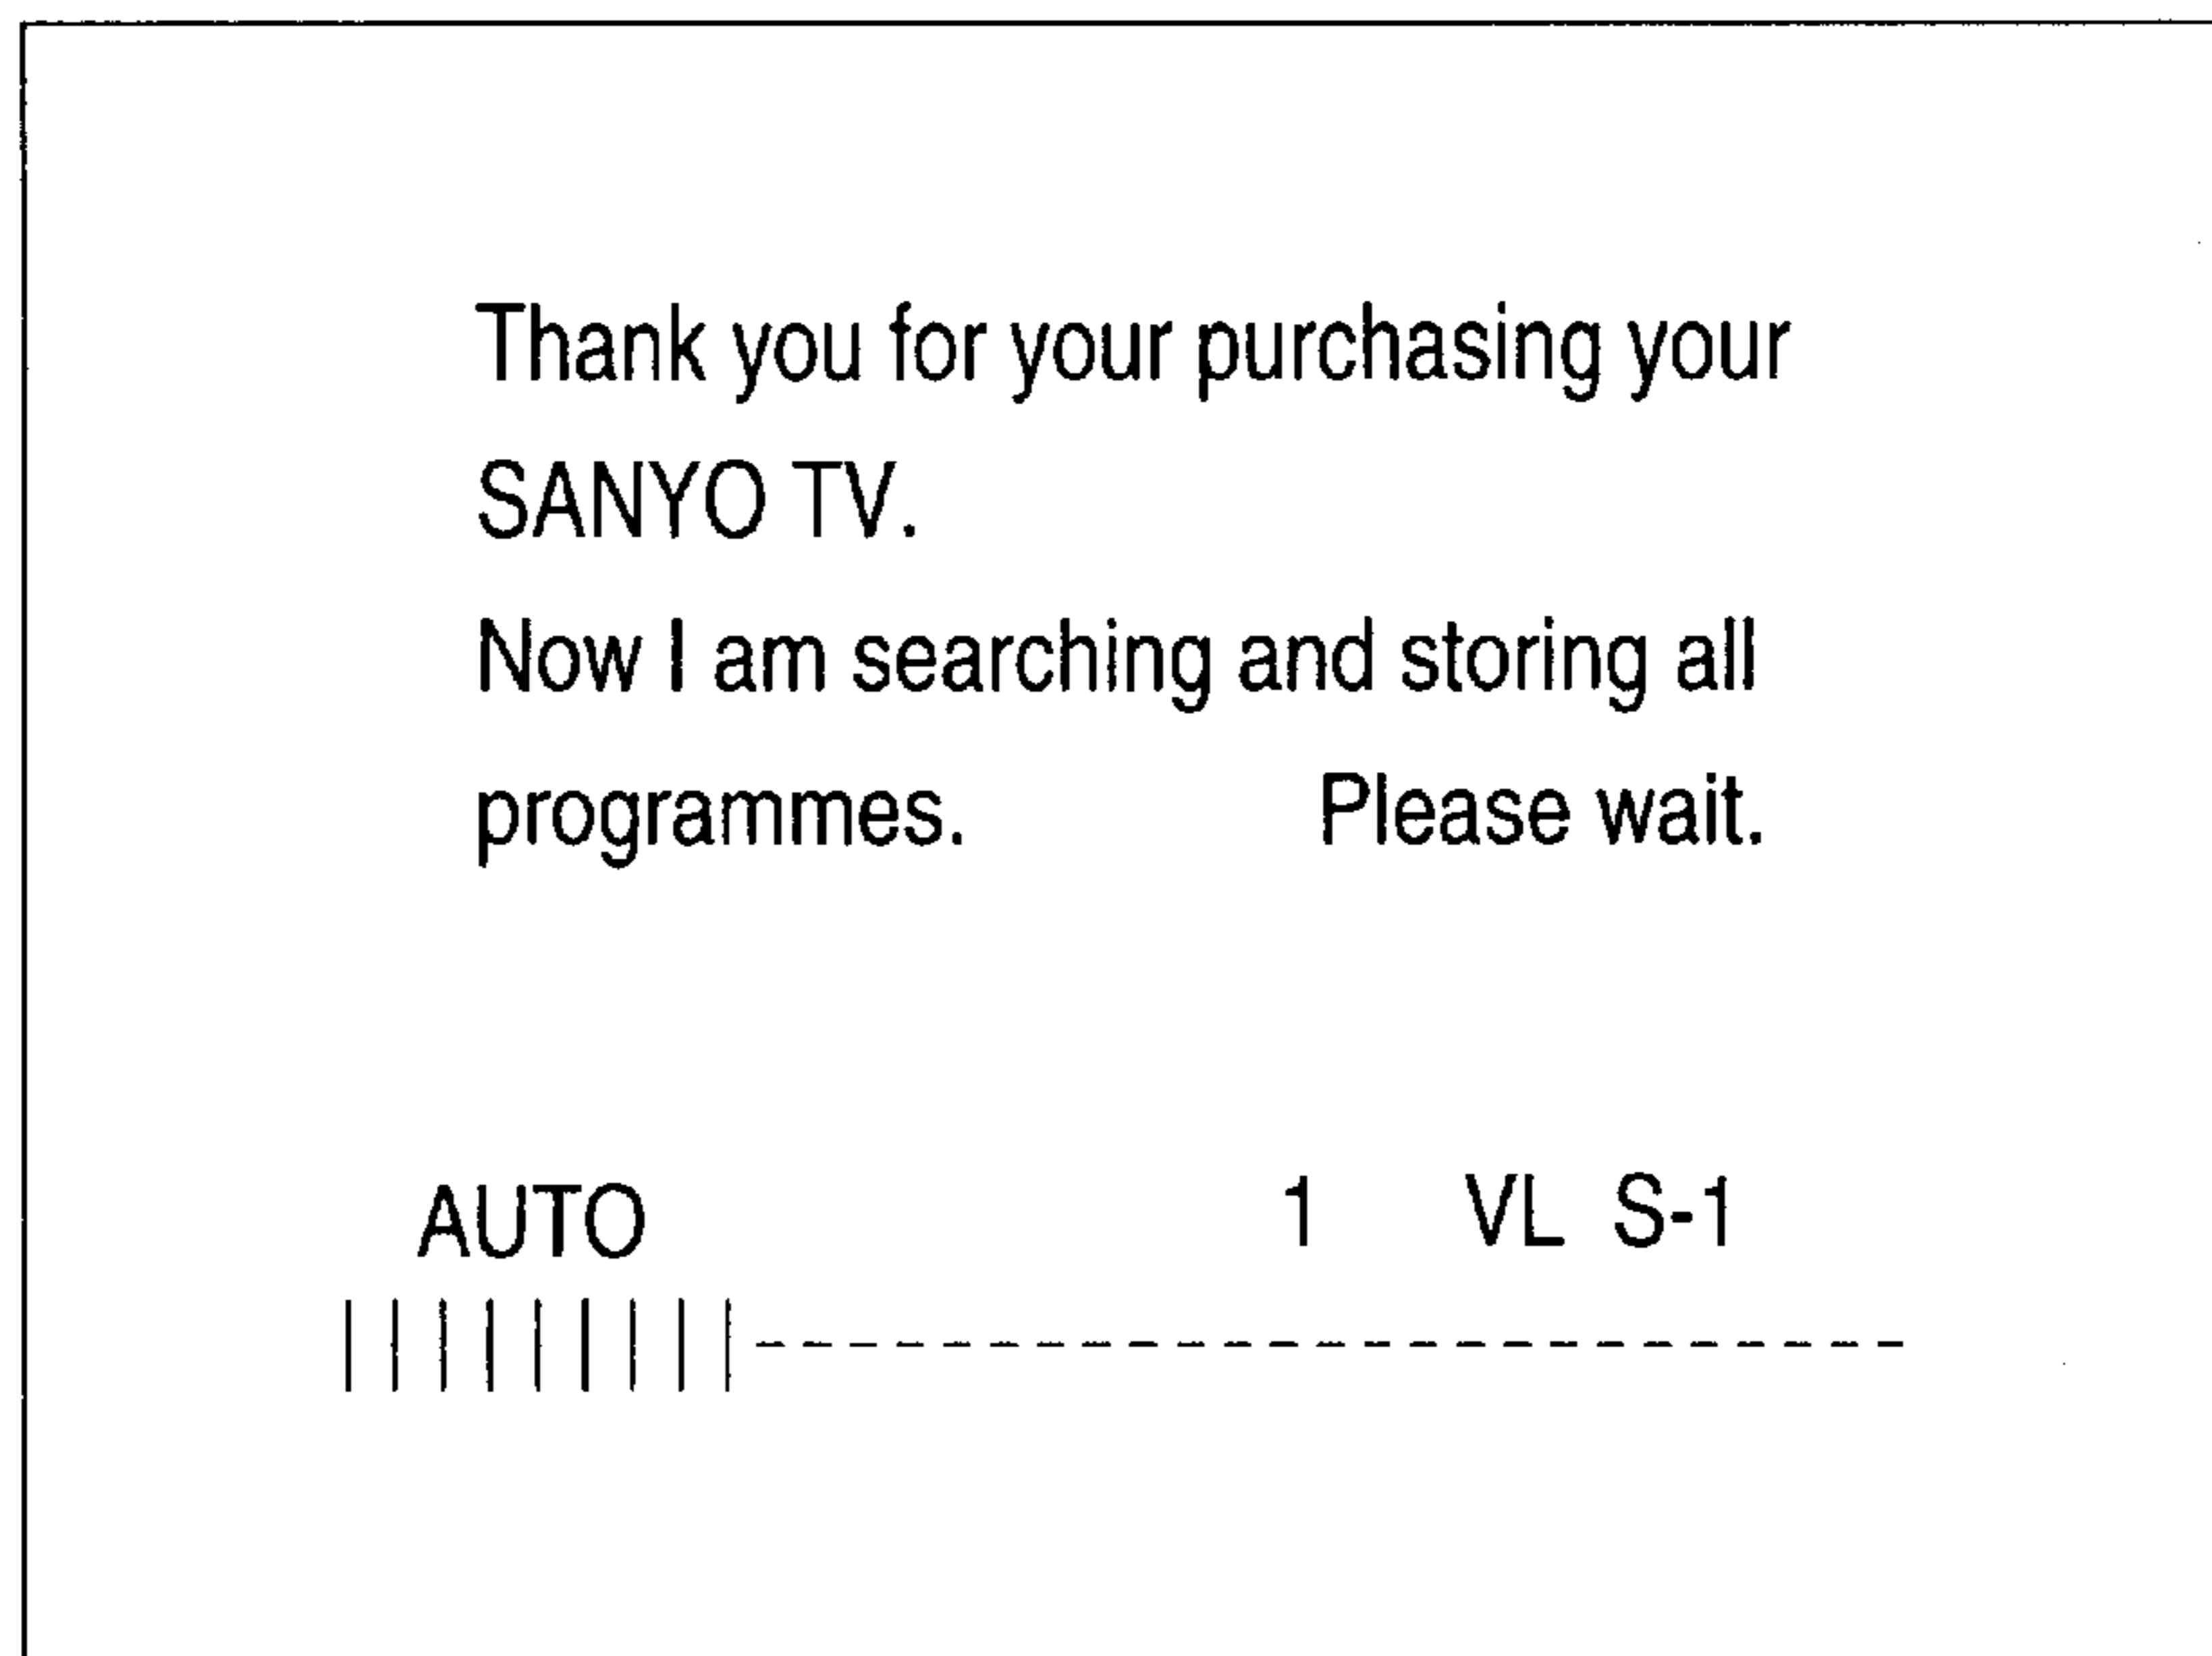 Thank you for your purchasing your
SANYO TV.
Now I am searching and storing all
programmes. Please wait.
AUTO 1 VL S-1